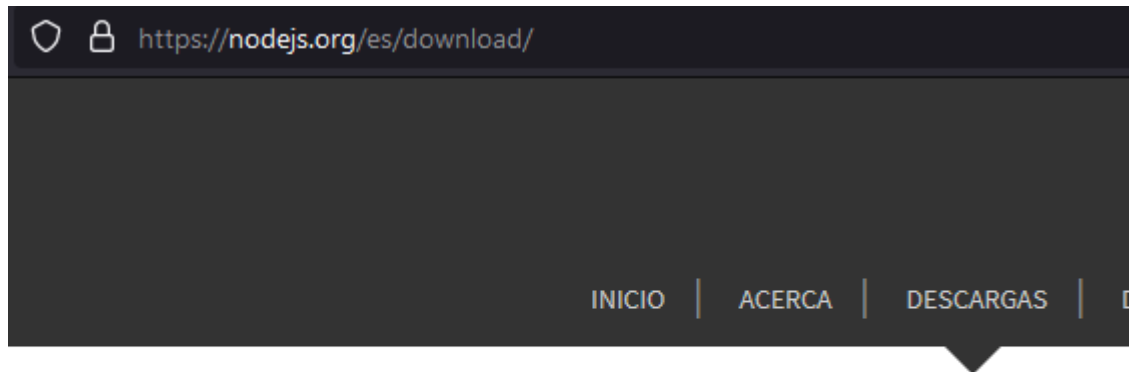 https://nodejs.org/es/download/
INICIO | ACERCA | DESCARGAS |